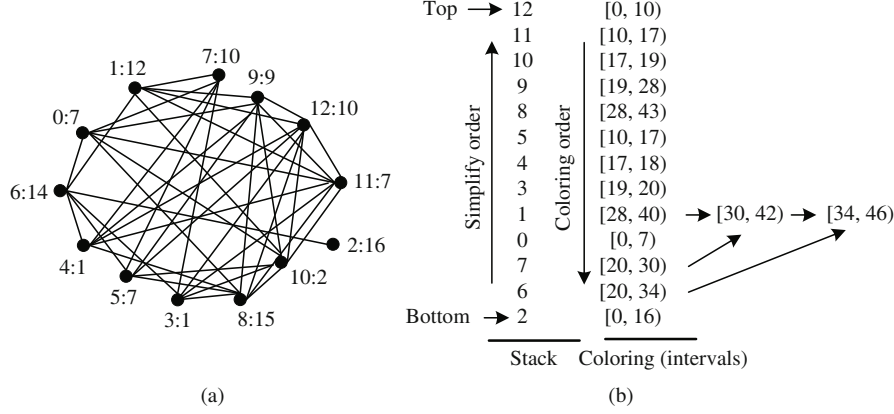 7:10
1:12
9:9
12:10
0:7
11:7
6:14
2:16
4:1
10:2
5:7
3:1
8:15
(a)
Top 12 [0, 10)
11 [10, 17)
10 [17, 19)
9 [19, 28)
8 [28, 43)
5 [10, 17)
4 [17, 18)
3 [19, 20)
1 [28, 40) [30, 42) [34, 46)
0 [0, 7)
7 [20, 30)
6 [20, 34)
Bottom 2 [0, 16)
Simplify order
Coloring order
Stack Coloring (intervals)
(b)